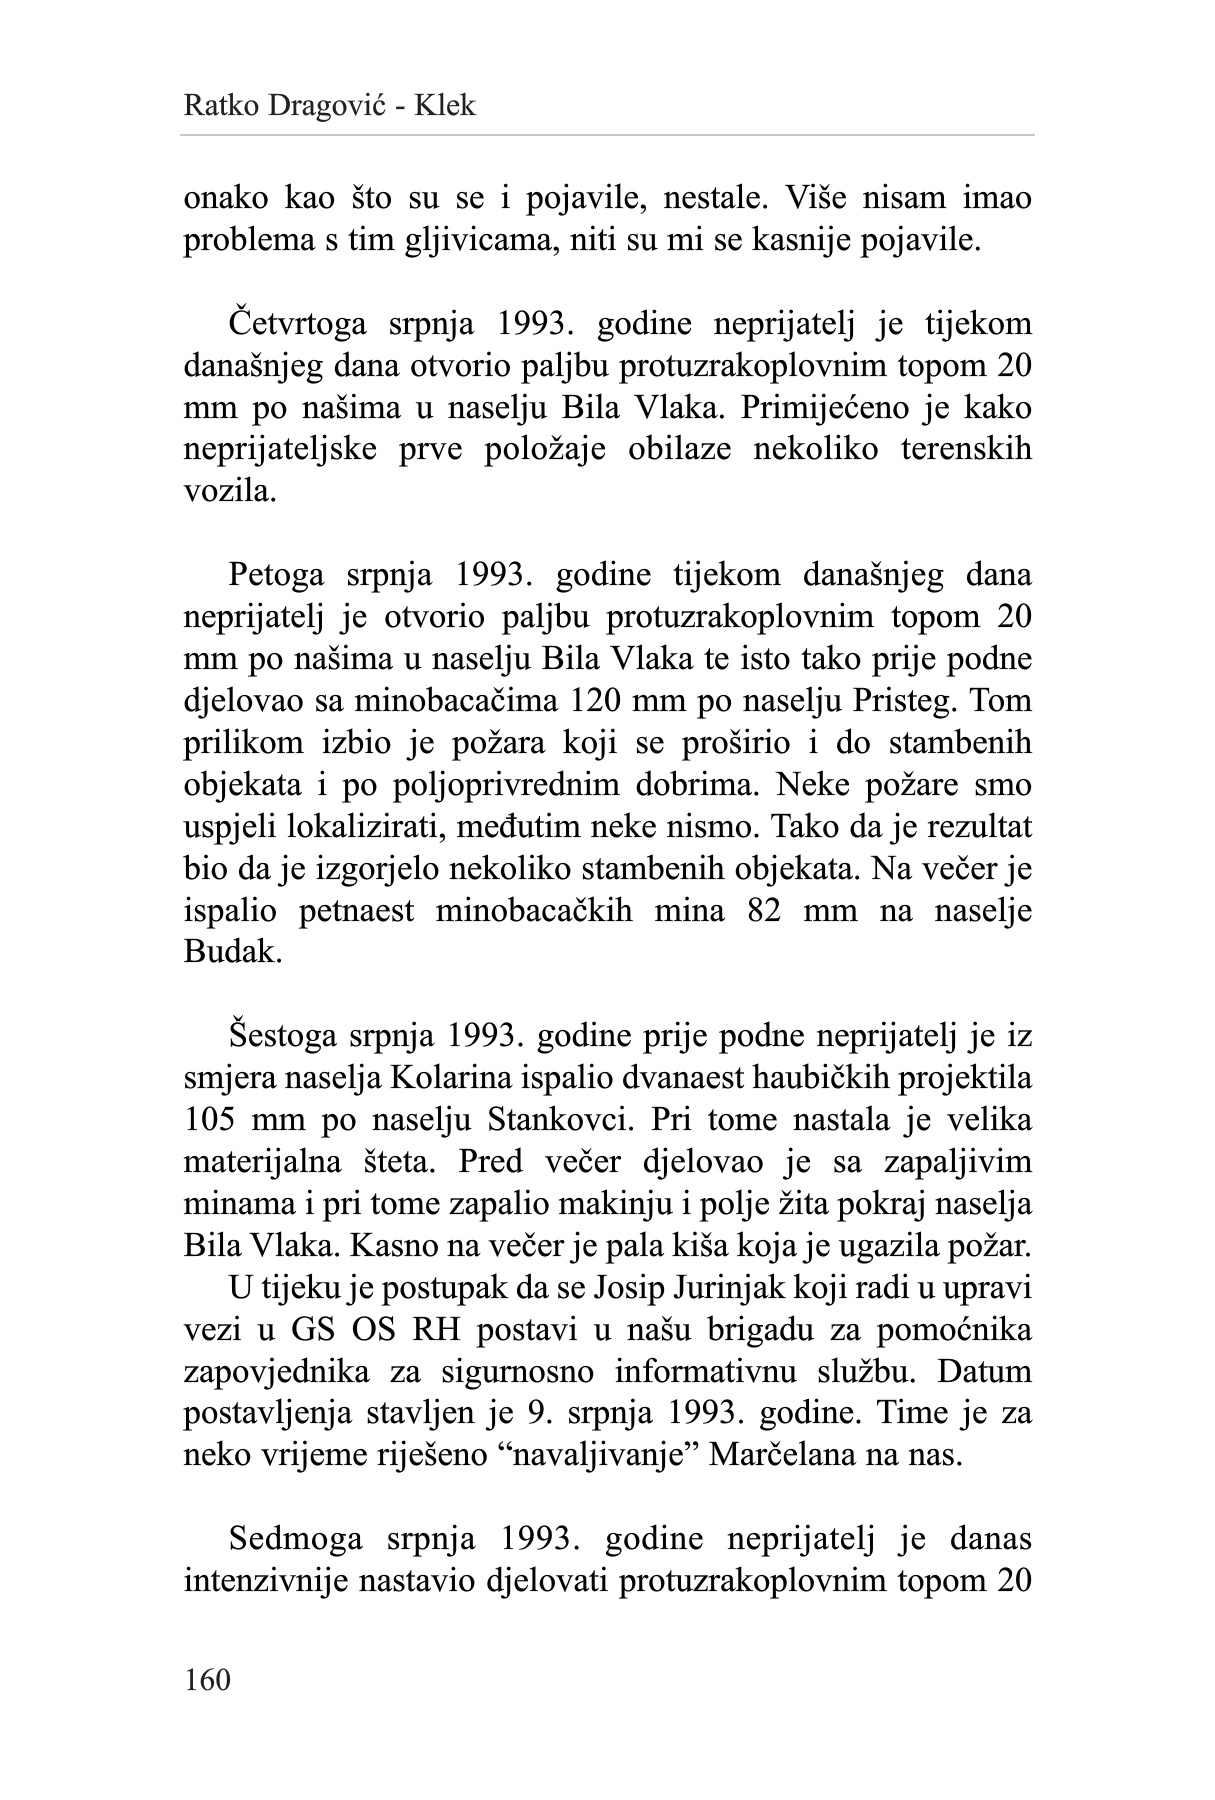 Ratko Dragović - Klek
onako kao što su se i pojavile, nestale. Više nisam imao
problema s tim gljivicama, niti su mi se kasnije pojavile.
Četvrtoga srpnja 1993. godine neprijatelj je tijekom
današnjeg dana otvorio paljbu protuzrakoplovnim topom 20
mm po našima u naselju Bila Vlaka. Primijećeno je kako
neprijateljske prve položaje obilaze nekoliko terenskih
vozila.
Petoga srpnja 1993. godine tijekom današnjeg dana
neprijatelj je otvorio paljbu protuzrakoplovnim topom 20
mm po našima u naselju Bila Vlaka te isto tako prije podne
djelovao sa minobacačima 120 mm po naselju Pristeg. Tom
prilikom izbio je požara koji se proširio i do stambenih
objekata i po poljoprivrednim dobrima. Neke požare smo
uspjeli lokalizirati, međutim neke nismo. Tako da je rezultat
bio da je izgorjelo nekoliko stambenih objekata. Na večer je
ispalio petnaest minobacačkih mina 82 mm na naselje
Budak.
Šestoga srpnja 1993. godine prije podne neprijatelj je iz
smjera naselja Kolarina ispalio dvanaest haubičkih projektila
105 mm po naselju Stankovci. Pri tome nastala je velika
materijalna šteta. Pred večer djelovao je sa zapaljivim
minama i pri tome zapalio makinju i polje žita pokraj naselja
Bila Vlaka. Kasno na večer je pala kiša koja je ugazila požar.
U tijeku je postupak da se Josip Jurinjak koji radi u upravi
vezi u GS OS RH postavi u našu brigadu za pomoćnika
zapovjednika za sigurnosno informativnu službu. Datum
postavljenja stavljen je 9. srpnja 1993. godine. Time je za
neko vrijeme riješeno “navaljivanje” Marčelana na nas.
Sedmoga srpnja 1993. godine neprijatelj je danas
intenzivnije nastavio djelovati protuzrakoplovnim topom 20
160